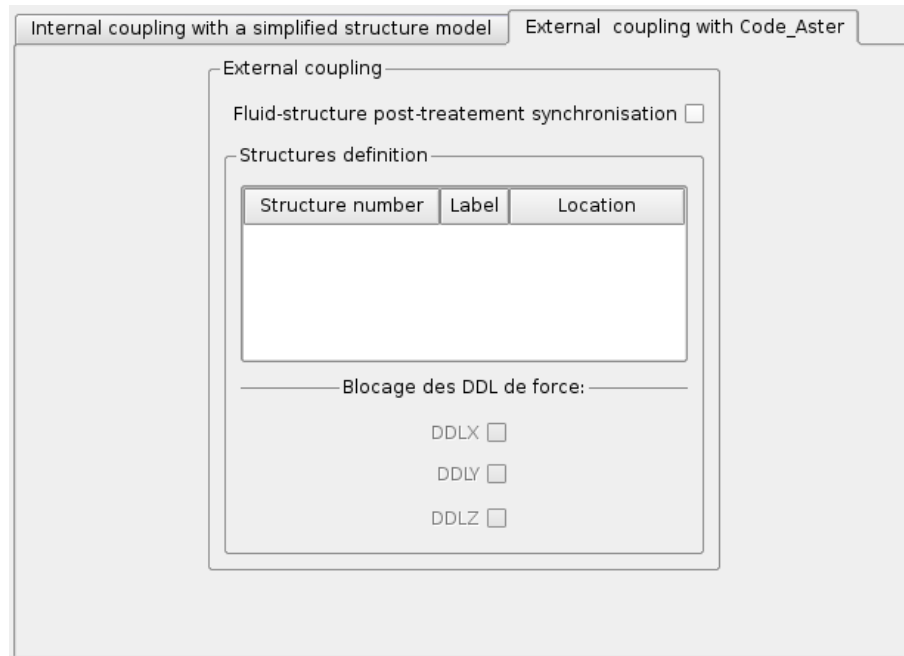 Internal coupling with a simplified structure model
External coupling with Code_Aster
External coupling
Fluid-structure post-treatement synchronisation
Structures definition
Structure number Label Location
Blocage des DDL de force:
DDLX
DDLY
DDLZ